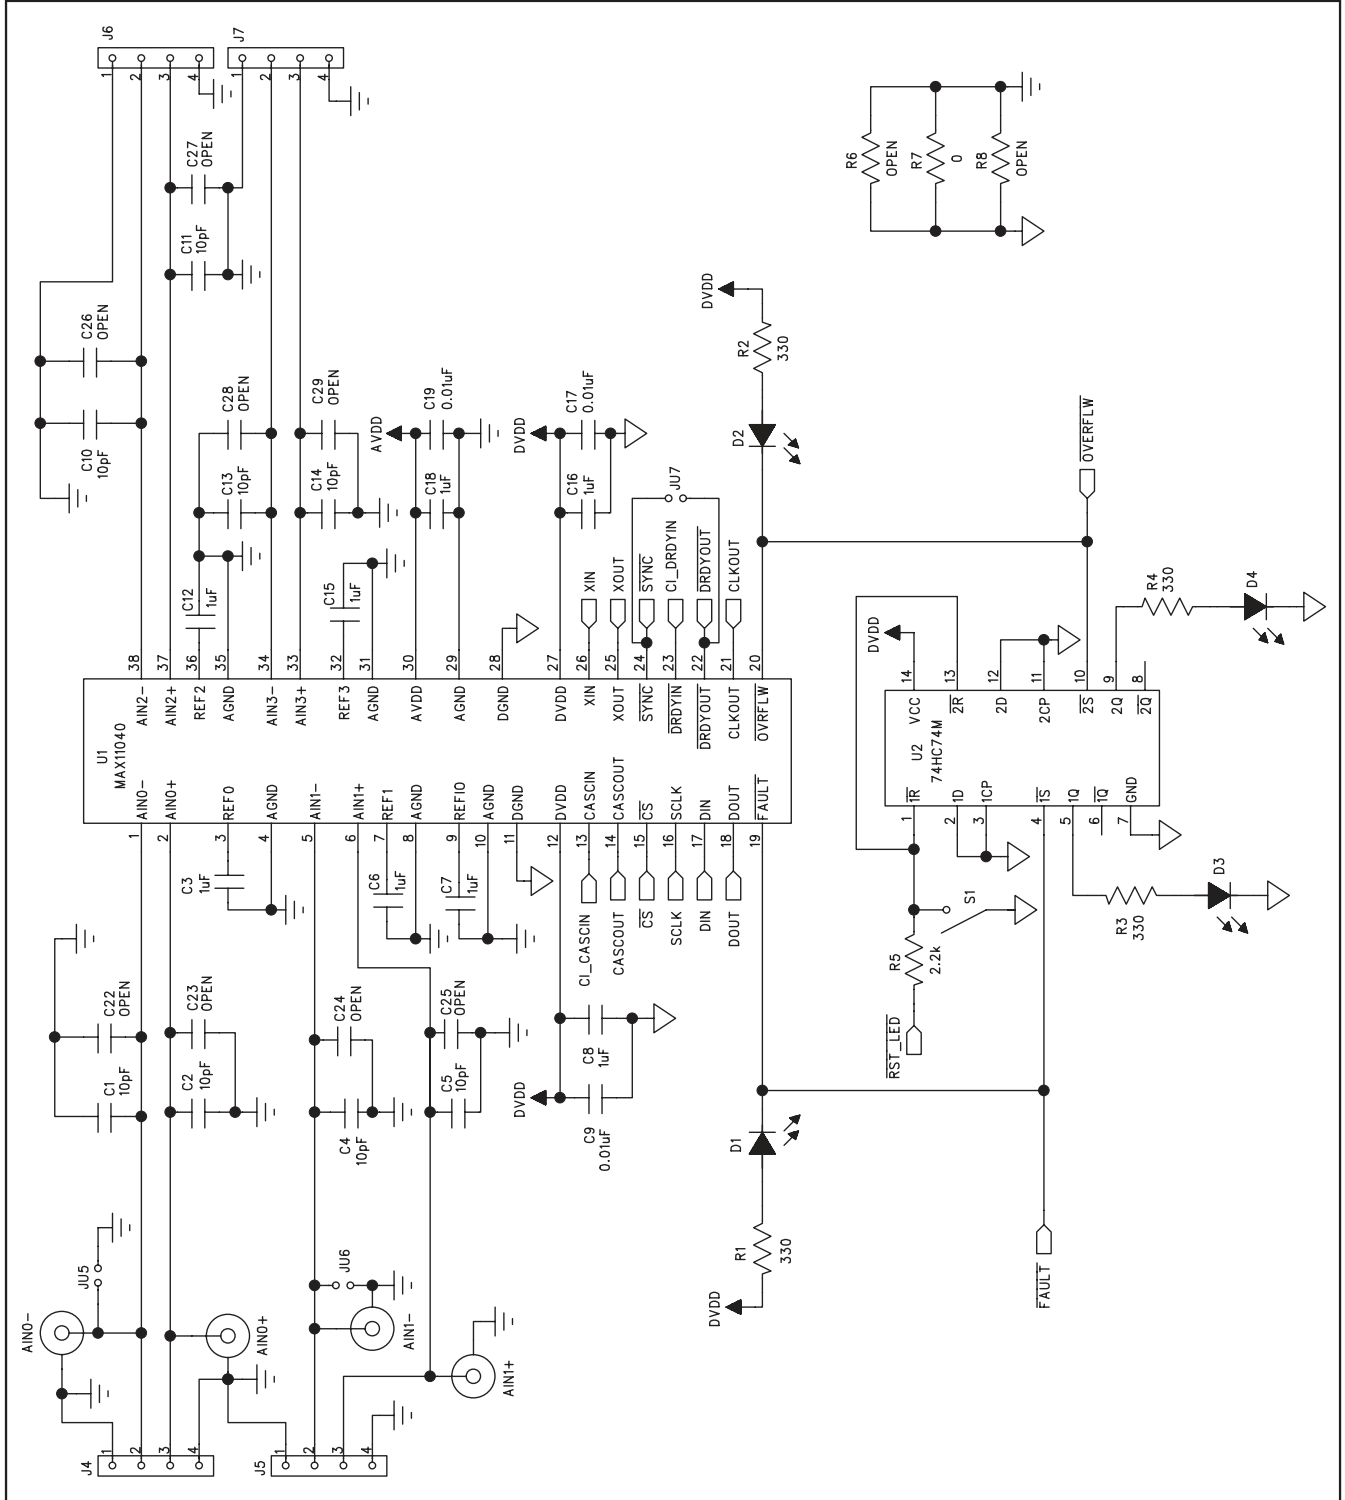 J6
1
2
3
4
J7
1
2
3
4
C27
OPEN
C11
10pF
C26
OPEN
C10
10pF
C28
OPEN
C13
10pF
C29
OPEN
C14
10pF
C12
1uF
C15
1uF
AVDD
C19
0.01uF
C18
1uF
DVDD
C17
0.01uF
C16
1uF
JU7
XIN
XOUT
SYNC
CI_DRDYIN
DRDYOUT
CLKOUT
R6
OPEN
R7
0
R8
OPEN
DVDD
R2
330
D2
OVERFLW
38
37
36
35
34
33
32
31
30
29
28
27
26
25
24
23
22
21
20
AIN2-
AIN2+
REF2
AGND
AIN3-
AIN3+
REF3
AGND
AVDD
AGND
DGND
DVDD
XIN
XOUT
SYNC
DRDYIN
DRDYOUT
CLKOUT
OVRFLW
U1
MAX11040
AIN0-
AIN0+
REF0
AGND
AIN1-
AIN1+
REF1
AGND
REFIO
AGND
DGND
DVDD
CASCIN
CASCOUT
CS
SCLK
DIN
DOUT
FAULT
1
2
3
4
5
6
7
8
9
10
11
12
13
14
15
16
17
18
19
DVDD
R4
330
D4
14
13
12
11
10
9
8
VCC
2R
2D
2CP
2S
2Q
2Q
U2
74HC74M
1R
1D
1CP
1S
1Q
1Q
GND
1
2
3
4
5
6
7
C3
1uF
C6
1uF
C7
1uF
CI_CASCIN
CASCOUT
CS
SCLK
DIN
DOUT
C22
OPEN
C1
10pF
C23
OPEN
C2
10pF
C24
OPEN
C4
10pF
C25
OPEN
C5
10pF
DVDD
C8
1uF
C9
0.01uF
S1
R5
2.2k
RST_LED
R3
330
D3
D1
R1
330
DVDD
FAULT
JU5
AIN0-
AIN0+
JU6
AIN1-
AIN1+
J4
1
2
3
4
J5
1
2
3
4